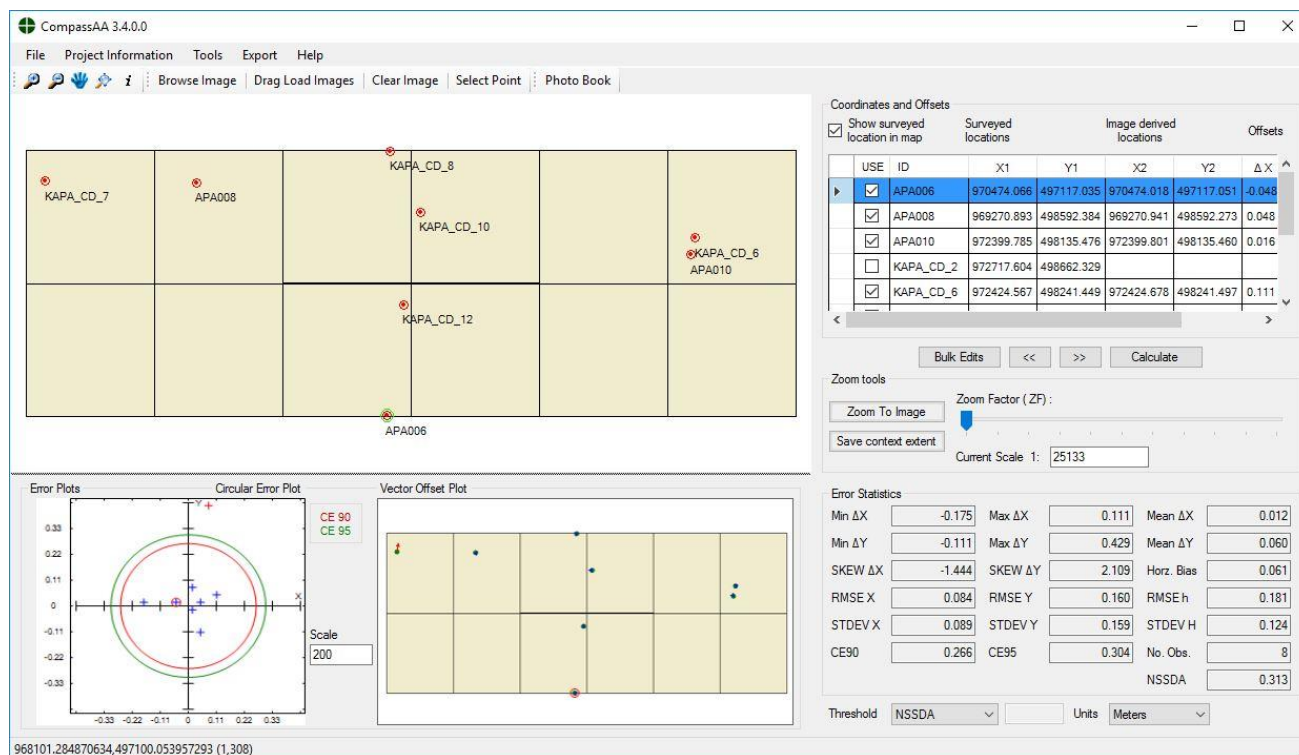 CompassAA 3.4.0.0
File Project Information Tools Export Help
i Browse Image Drag Load Images Clear Image Select Point Photo Book
KAPA_CD_8
KAPA_CD_7
APA008
KAPA_CD_10
KAPA_CD_6
APA010
KAPA_CD_12
APA006
Coordinates and Offsets
Show surveyed location in map Surveyed locations Image derived locations Offsets
USE ID X1 Y1 X2 Y2 Δ X
APA006 970474.066 497117.035 970474.018 497117.051 -0.048
APA008 969270.893 498592.384 969270.941 498592.273 0.048
APA010 972399.785 498135.476 972399.801 498135.460 0.016
KAPA_CD_2 972717.604 498662.329
KAPA_CD_6 972424.567 498241.449 972424.678 498241.497 0.111
Bulk Edits << >> Calculate
Zoom tools
Zoom To Image Zoom Factor ( ZF) :
Save context extent
Current Scale 1: 25133
Error Plots Circular Error Plot
Y
X
0.33
0.22
0.11
0
-0.11
-0.22
-0.33
-0.33 -0.22 -0.11 0 0.11 0.22 0.33
CE 90
CE 95
Scale
200
Vector Offset Plot
Error Statistics
Min ΔX -0.175 Max ΔX 0.111 Mean ΔX 0.012
Min ΔY -0.111 Max ΔY 0.429 Mean ΔY 0.060
SKEW ΔX -1.444 SKEW ΔY 2.109 Horz. Bias 0.061
RMSE X 0.084 RMSE Y 0.160 RMSE h 0.181
STDEV X 0.089 STDEV Y 0.159 STDEV H 0.124
CE90 0.266 CE95 0.304 No. Obs. 8
NSSDA 0.313
Threshold NSSDA Units Meters
968101.284870634,497100.053957293 (1,308)